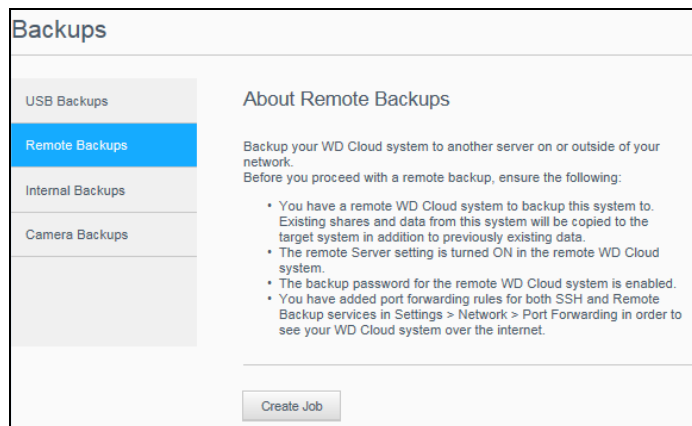 Backups
USB Backups
Remote Backups
Internal Backups
Camera Backups
About Remote Backups
Backup your WD Cloud system to another server on or outside of your
network.
Before you proceed with a remote backup, ensure the following:
• You have a remote WD Cloud system to backup this system to.
Existing shares and data from this system will be copied to the
target system in addition to previously existing data.
• The remote Server setting is turned ON in the remote WD Cloud
system.
• The backup password for the remote WD Cloud system is enabled.
• You have added port forwarding rules for both SSH and Remote
Backup services in Settings > Network > Port Forwarding in order to
see your WD Cloud system over the internet.
Create Job